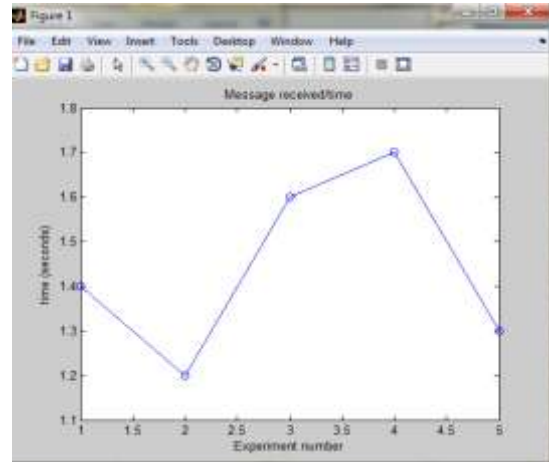 Figure 1
File Edit View Insert Tools Desktop Window Help
Message received/time
1.8
1.7
1.6
1.5
1.4
1.3
1.2
1.1
time (seconds)
1 1.5 2 2.5 3 3.5 4 4.5 5
Experiment number